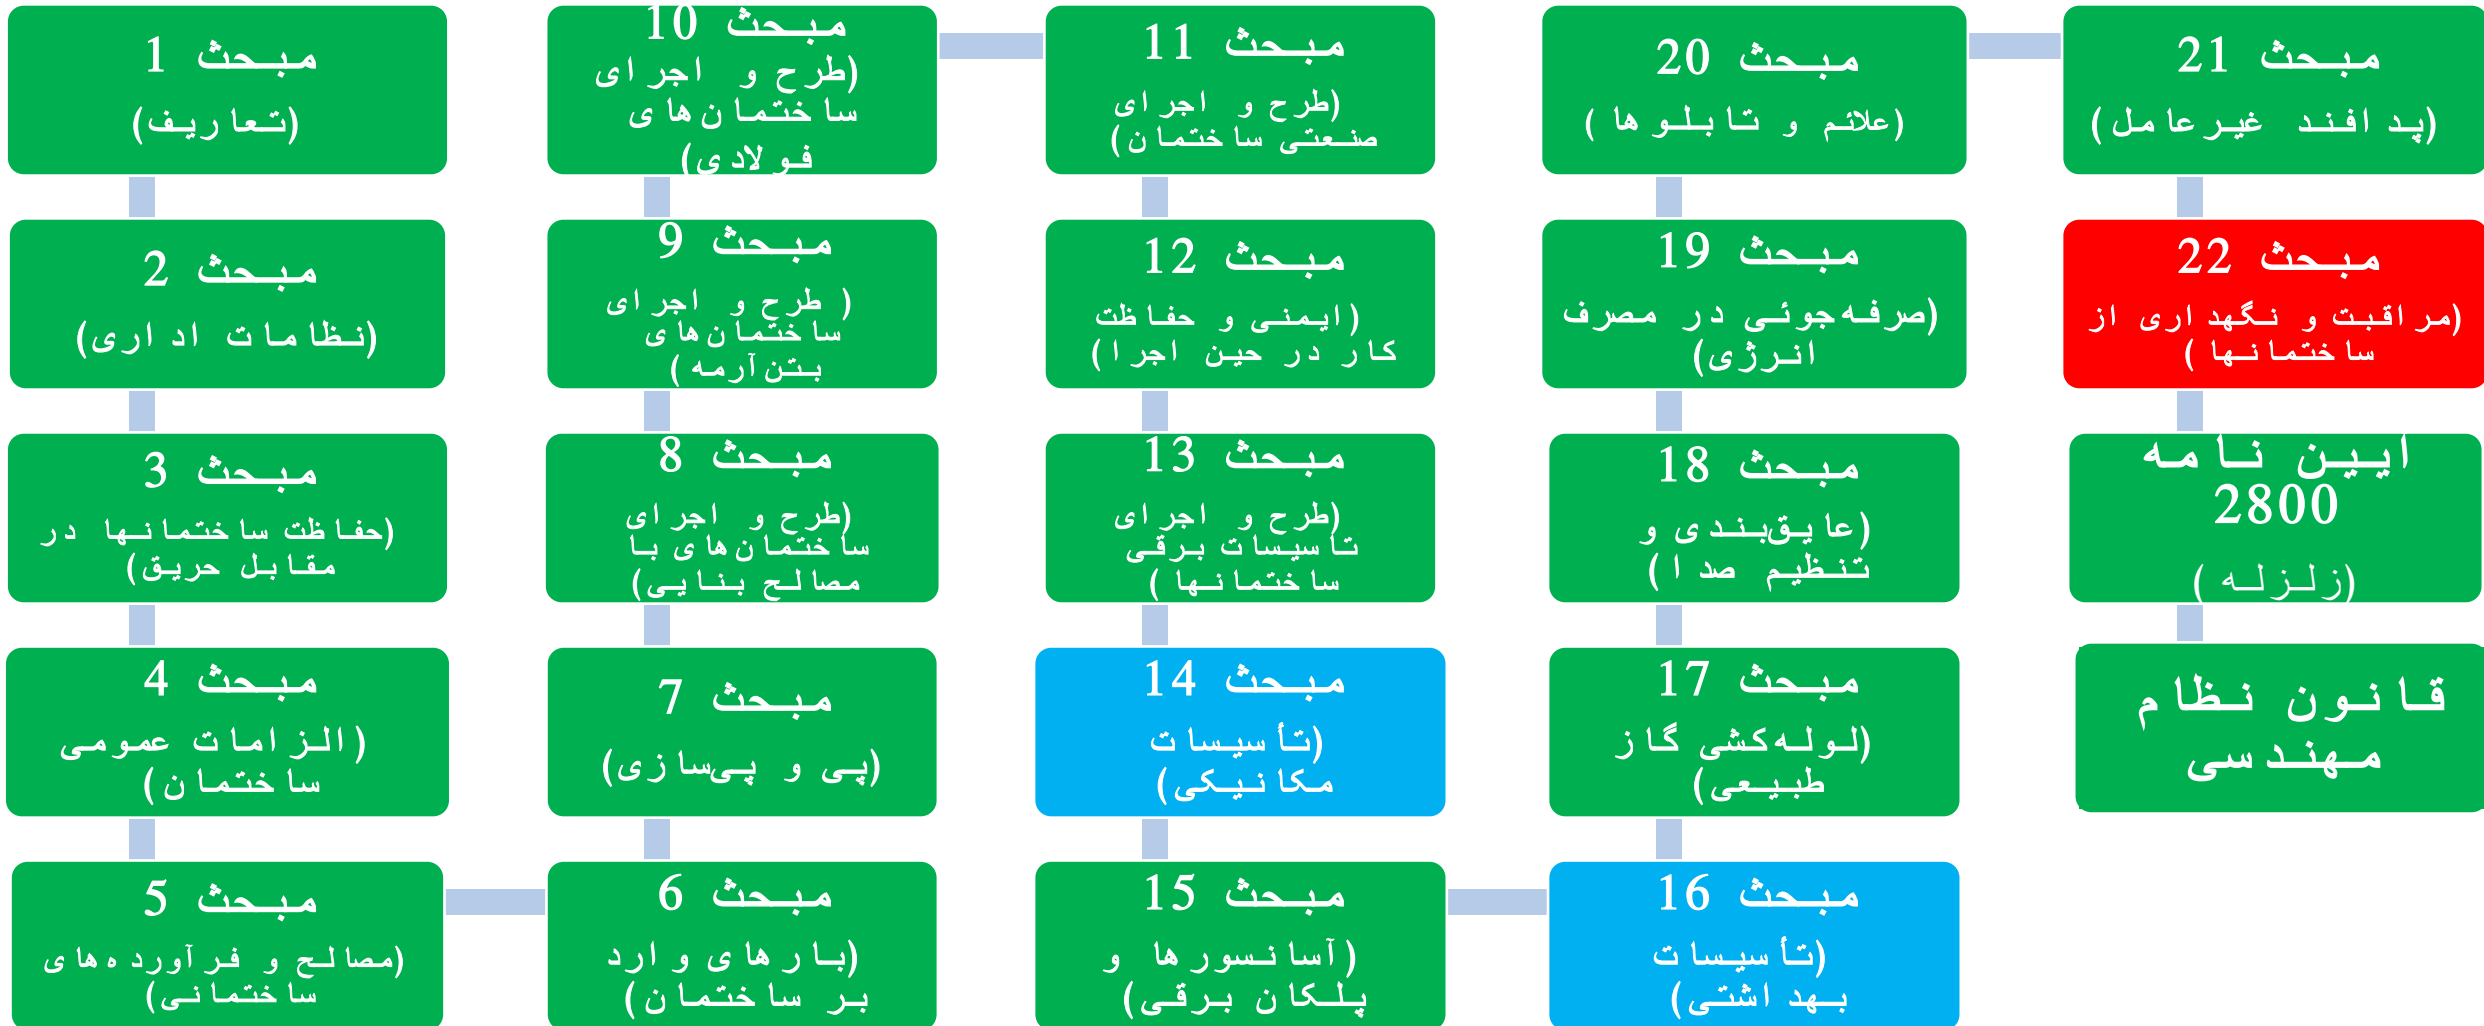 مبحث 1
(تعاریف)
مبحث 2
(نظامات اداری)
مبحث 3
(حفاظت ساختمانها در
مقابل حریق)
مبحث 4
(الزامات عمومی
ساختمان)
مبحث 5
(مصالح و فرآورده‌های
ساختمانی)
مبحث 6
(بارهای وارد
بر ساختمان)
مبحث 7
(پی و پی‌سازی)
مبحث 8
(طرح و اجرای
ساختمان‌های با
مصالح بنایی)
مبحث 9
( طرح و اجرای
ساختمان‌های
بتن‌آرمه)
مبحث 10
(طرح و اجرای
ساختمان‌های
فولادی)
مبحث 11
(طرح و اجرای
صنعتی ساختمان)
مبحث 12
(ایمنی و حفاظت
کار در حین اجرا)
مبحث 13
(طرح و اجرای
تاسیسات برقی
ساختمانها)
مبحث 14
(تأسیسات
مکانیکی)
مبحث 15
(آسانسورها و
پلکان برقی)
مبحث 16
(تأسیسات
بهداشتی)
مبحث 17
(لوله‌کشی گاز
طبیعی)
مبحث 18
(عایق‌بندی و
تنظیم صدا)
مبحث 19
(صرفه‌جوئی در مصرف
انرژی)
مبحث 20
(علائم و تابلوها)
مبحث 21
(پدافند غیرعامل)
مبحث 22
(مراقبت و نگهداری از
ساختمانها)
ایین نامه
2800
(زلزله)
قانون نظام
مهندسی